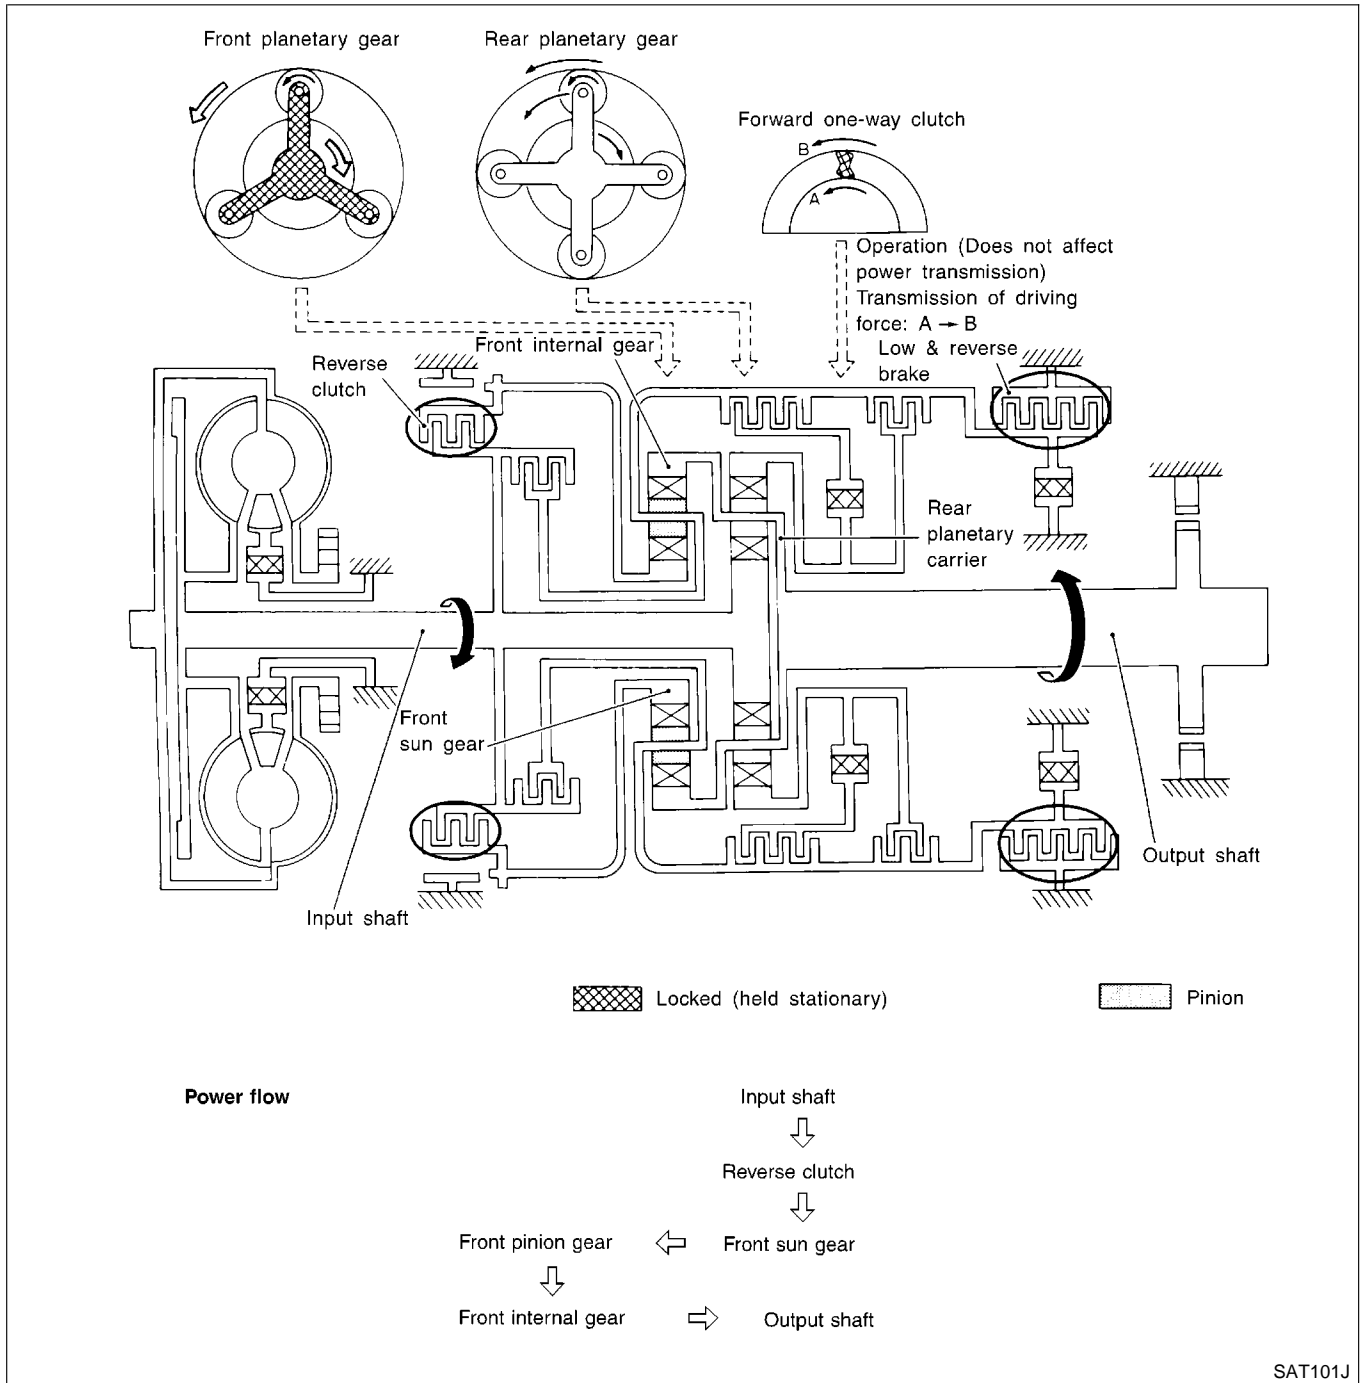 Front planetary gear
Rear planetary gear
Forward one-way clutch
B
A
Operation (Does not affect
power transmission)
Transmission of driving
force: A → B
Front internal gear
Reverse
clutch
Low & reverse
brake
Rear
planetary
carrier
Front
sun gear
Output shaft
Input shaft
Locked (held stationary)
Pinion
Power flow
Input shaft
Reverse clutch
Front pinion gear
Front sun gear
Front internal gear
Output shaft
SAT101J